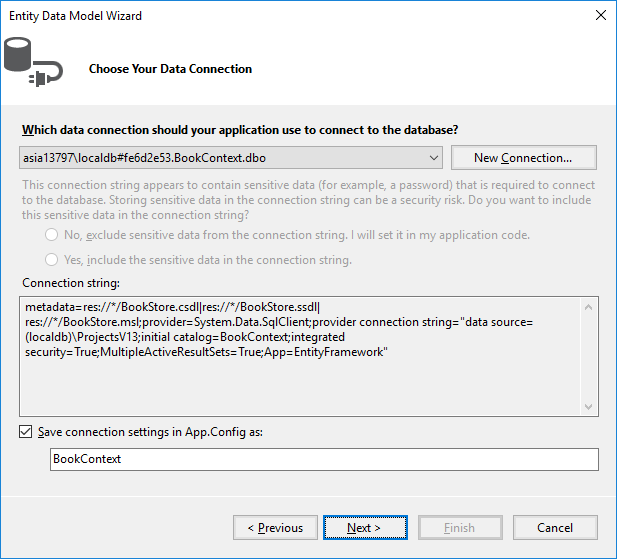 Entity Data Model Wizard
Choose Your Data Connection
Which data connection should your application use to connect to the database?
asia13797\localdb#fe6d2e53.BookContext.dbo
New Connection...
This connection string appears to contain sensitive data (for example, a password) that is required to connect
to the database. Storing sensitive data in the connection string can be a security risk. Do you want to include
this sensitive data in the connection string?
No, exclude sensitive data from the connection string. I will set it in my application code.
Yes, include the sensitive data in the connection string.
Connection string:
metadata=res://*/BookStore.csdl|res://*/BookStore.ssdl|
res://*/BookStore.msl;provider=System.Data.SqlClient;provider connection string="data source=
(localdb)\ProjectsV13;initial catalog=BookContext;integrated
security=True;MultipleActiveResultSets=True;App=EntityFramework"
Save connection settings in App.Config as:
BookContext
< Previous
Next >
Finish
Cancel